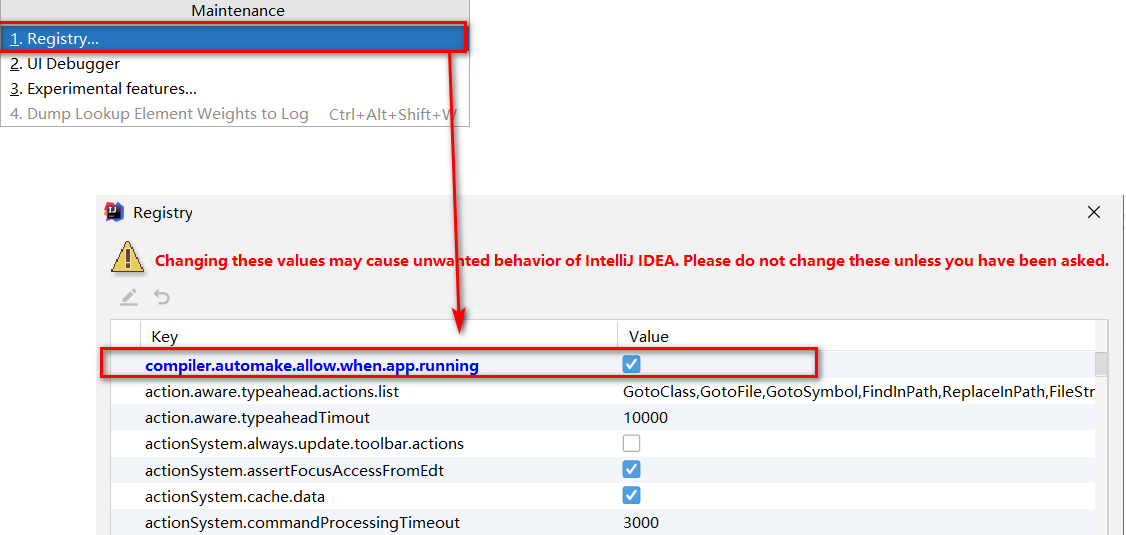 Maintenance
1. Registry...
2. UI Debugger
3. Experimental features...
4. Dump Lookup Element Weights to Log Ctrl+Alt+Shift+W
Registry
Changing these values may cause unwanted behavior of IntelliJ IDEA. Please do not change these unless you have been asked.
Key Value
compiler.automake.allow.when.app.running
action.aware.typeahead.actions.list GotoClass,GotoFile,GotoSymbol,FindInPath,ReplaceInPath,FileStr
action.aware.typeaheadTimout 10000
actionSystem.always.update.toolbar.actions
actionSystem.assertFocusAccessFromEdt
actionSystem.cache.data
actionSystem.commandProcessingTimeout 3000